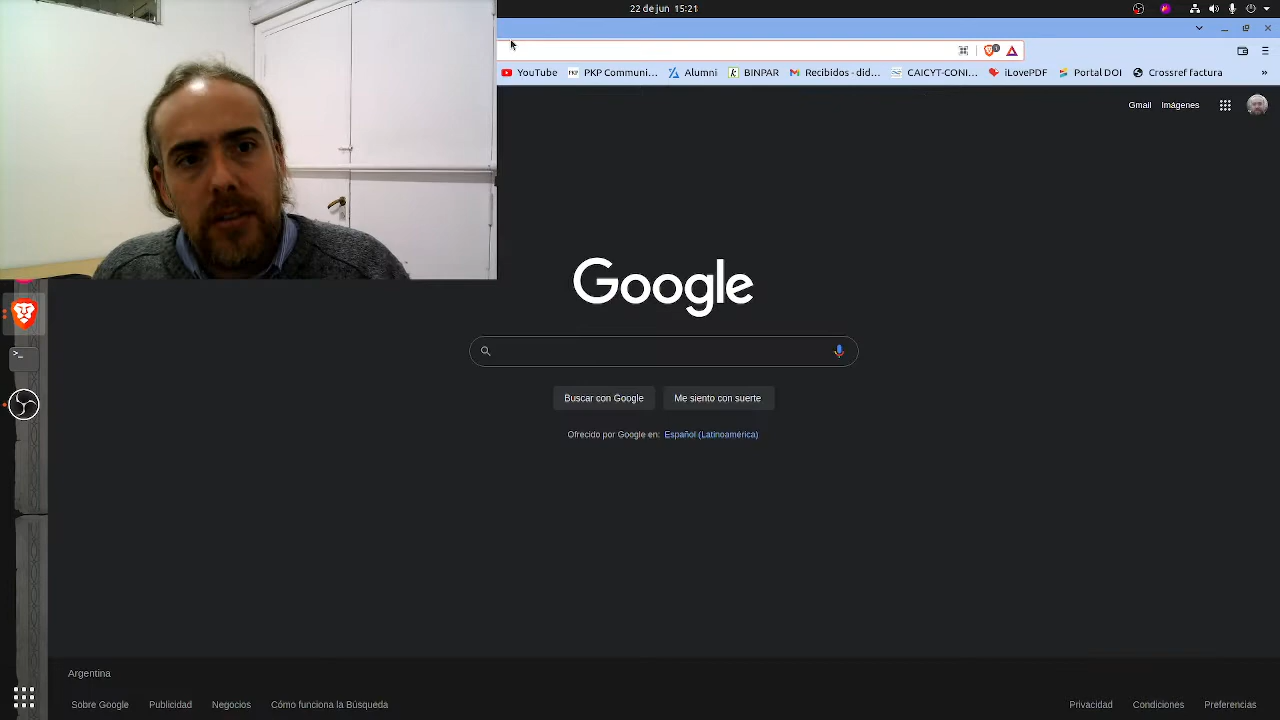 22 de jun 15:21
YouTube PKP Communi... Alumni BINPAR Recibidos - did... CAICYT-CONI... iLovePDF Portal DOI Crossref factura »
Gmail Imágenes
Google
Buscar con Google Me siento con suerte
Ofrecido por Google en: Español (Latinoamérica)
Argentina
Sobre Google Publicidad Negocios Cómo funciona la Búsqueda Privacidad Condiciones Preferencias